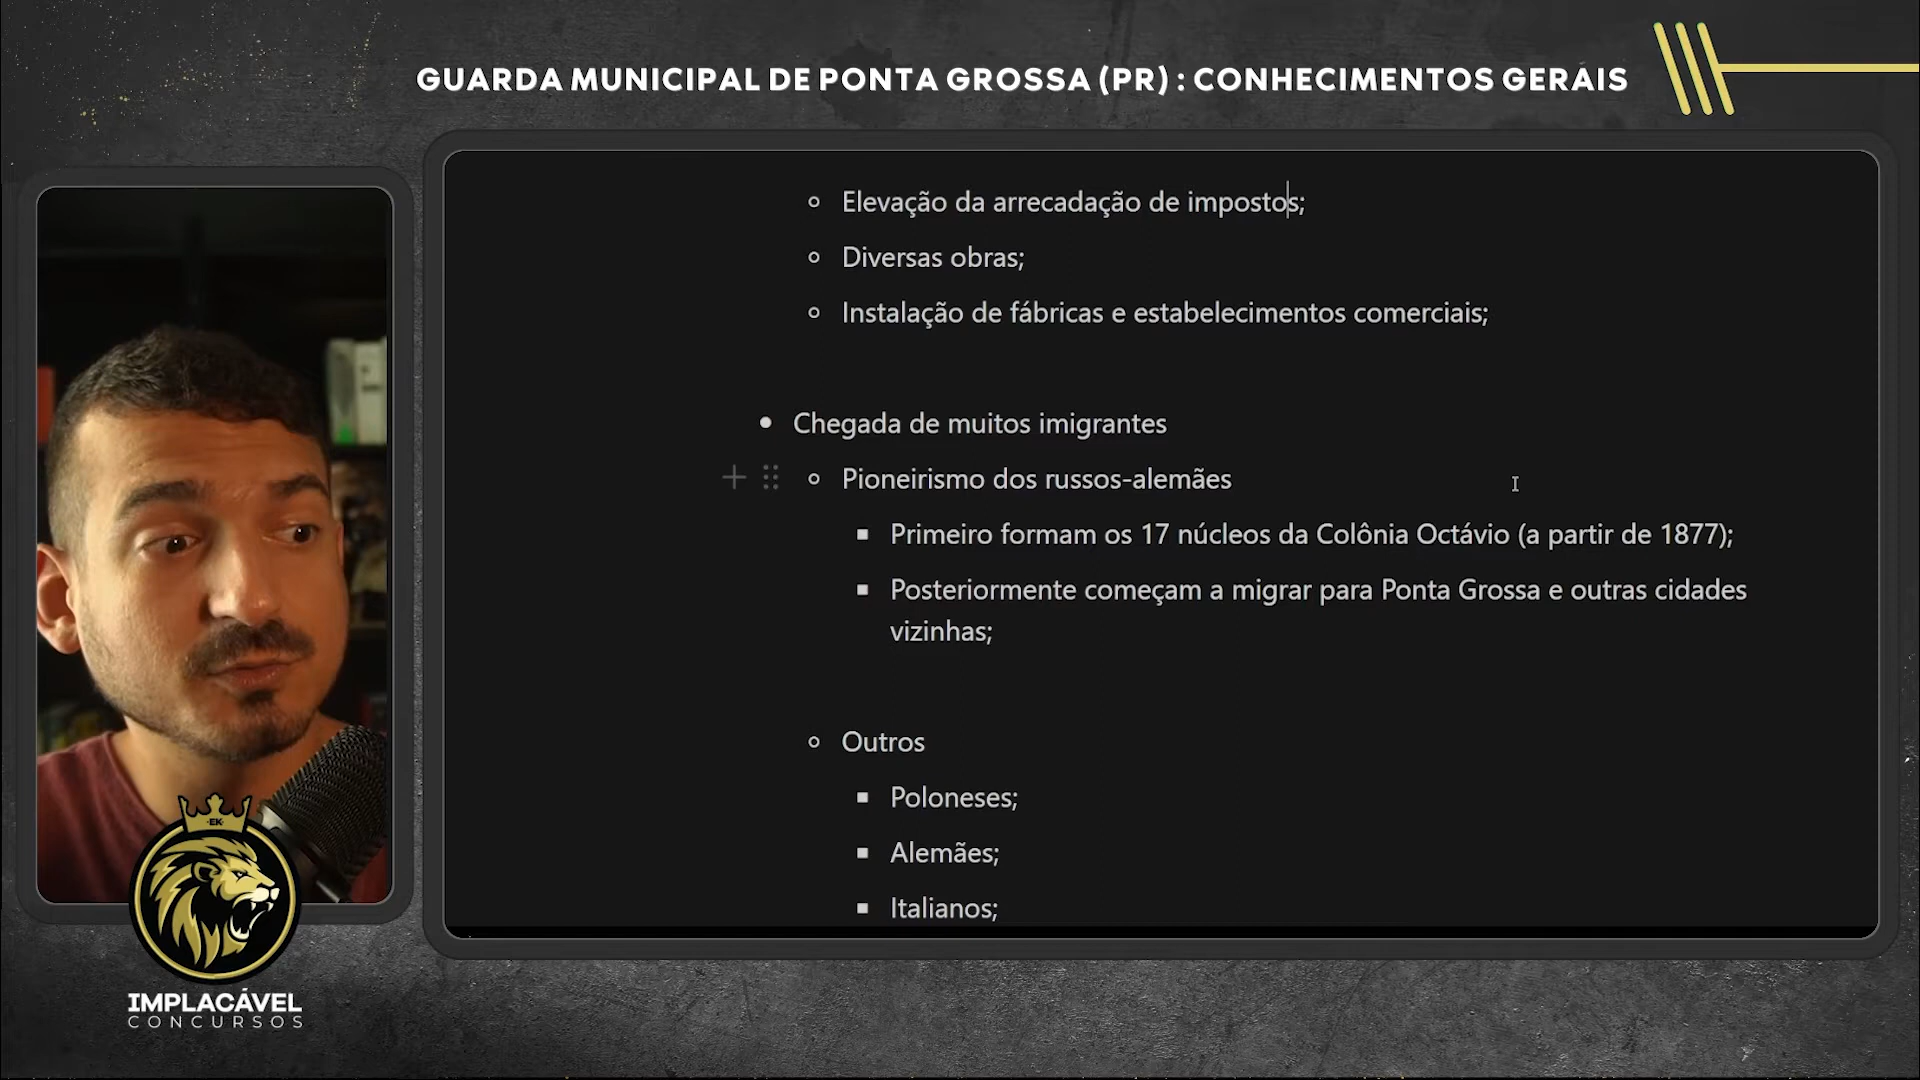 GUARDA MUNICIPAL DE PONTA GROSSA (PR) : CONHECIMENTOS GERAIS
Elevação da arrecadação de impostos;
Diversas obras;
Instalação de fábricas e estabelecimentos comerciais;
Chegada de muitos imigrantes
Pioneirismo dos russos-alemães
Primeiro formam os 17 núcleos da Colônia Octávio (a partir de 1877);
Posteriormente começam a migrar para Ponta Grossa e outras cidades
vizinhas;
Outros
Poloneses;
Alemães;
Italianos;
EK
IMPLACÁVEL
CONCURSOS